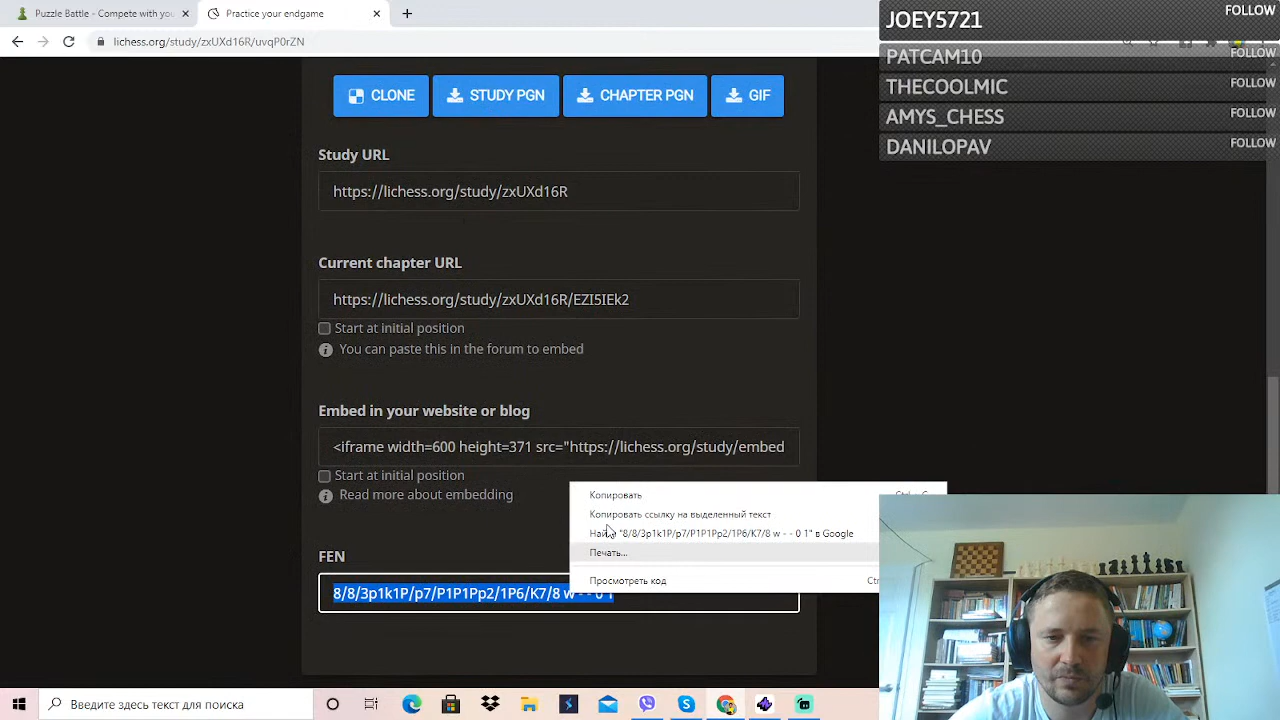 Puzzle Battle - Compete with you
Practice your endgame
lichess.org/study/zxUXd16R/uvqP0rZN
CLONE
STUDY PGN
CHAPTER PGN
GIF
Study URL
https://lichess.org/study/zxUXd16R
Current chapter URL
https://lichess.org/study/zxUXd16R/EZI5IEk2
Start at initial position
You can paste this in the forum to embed
Embed in your website or blog
<iframe width=600 height=371 src="https://lichess.org/study/embed
Start at initial position
Read more about embedding
FEN
8/8/3p1k1P/p7/P1P1Pp2/1P6/K7/8 w - - 0 1
Копировать
Копировать ссылку на выделенный текст
"8/8/3p1k1P/p7/P1P1Pp2/1P6/K7/8 w - - 0 1" в Google
Печать...
Просмотреть код
Введите здесь текст для поиска
JOEY5721
FOLLOW
PATCAM10
FOLLOW
THECOOLMIC
FOLLOW
AMYS_CHESS
FOLLOW
DANILOPAV
FOLLOW